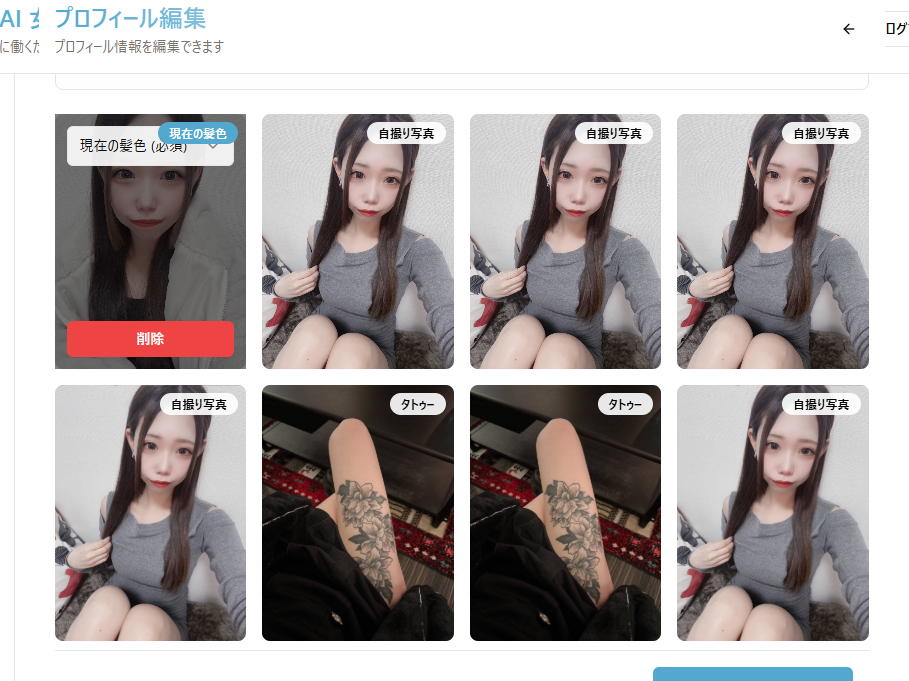 AI
プロフィール編集
に働くた
プロフィール情報を編集できます
ログ
現在の髪色
現在の髪色 (必須)
自撮り写真
自撮り写真
自撮り写真
削除
自撮り写真
タトゥー
タトゥー
自撮り写真